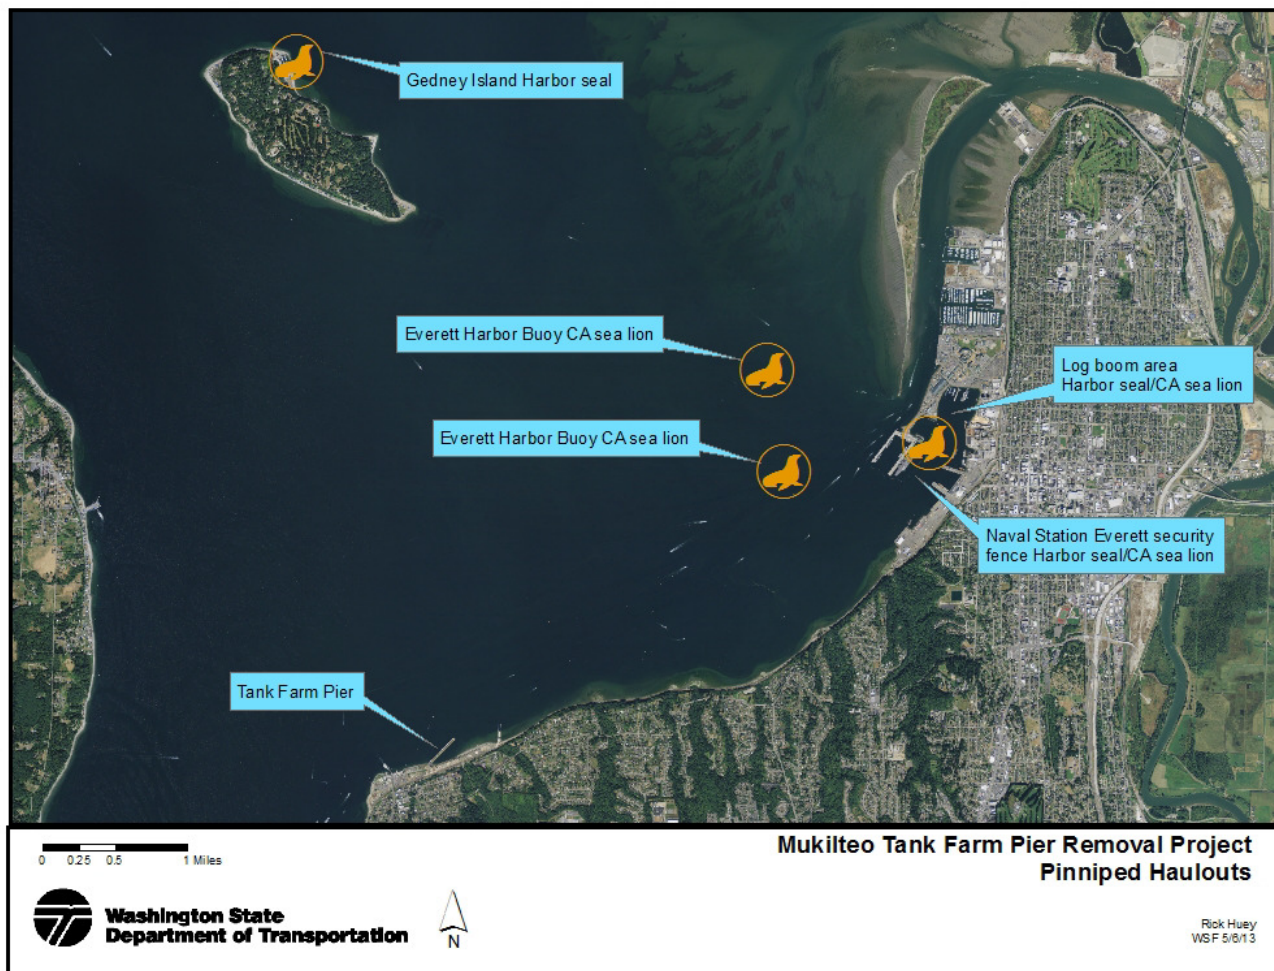 Gedney Island Harbor seal
Everett Harbor Buoy CA sea lion
Log boom area
Harbor seal/CA sea lion
Everett Harbor Buoy CA sea lion
Naval Station Everett security
fence Harbor seal/CA sea lion
Tank Farm Pier
0 0.25 0.5 1 Miles
Mukilteo Tank Farm Pier Removal Project
Pinniped Haulouts
Washington State
Department of Transportation
N
Rick Huey
WSF 5/6/13